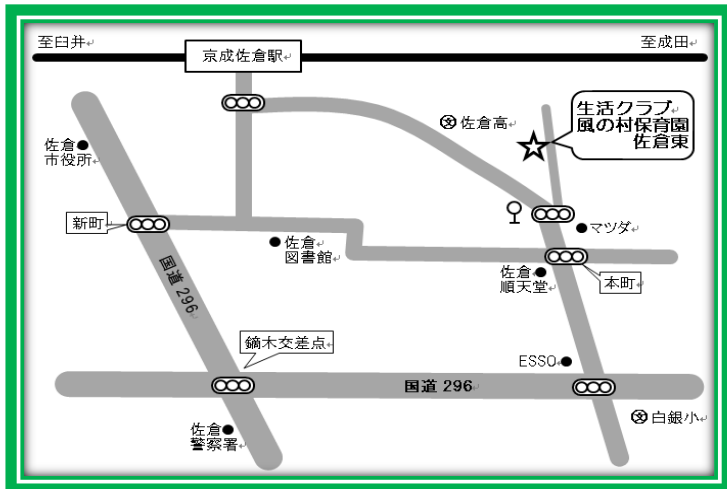 至臼井
京成佐倉駅
至成田
佐倉高
生活クラブ
風の村保育園
佐倉東
佐倉
市役所
新町
佐倉
図書館
マツダ
佐倉
順天堂
本町
国道 296
鏑木交差点
ESSO
国道 296
佐倉
警察署
白銀小